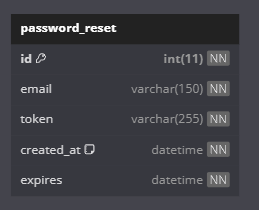 password_reset
id int(11) NN
email varchar(150) NN
token varchar(255) NN
created_at datetime NN
expires datetime NN